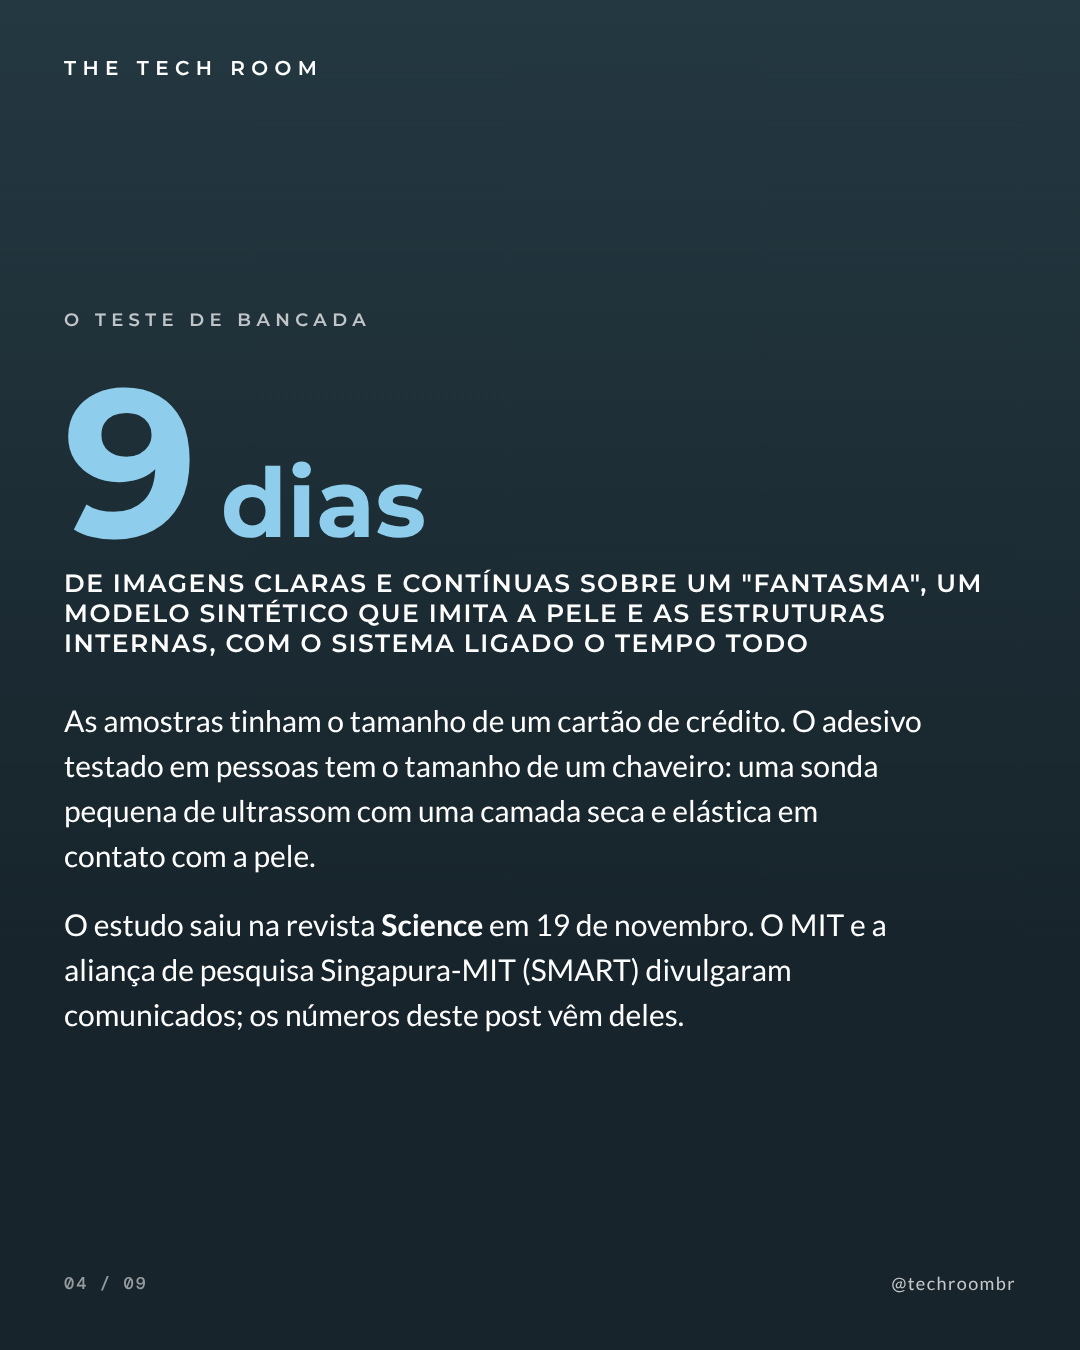 THE TECH ROOM
O TESTE DE BANCADA
9 dias
DE IMAGENS CLARAS E CONTÍNUAS SOBRE UM "FANTASMA", UM
MODELO SINTÉTICO QUE IMITA A PELE E AS ESTRUTURAS
INTERNAS, COM O SISTEMA LIGADO O TEMPO TODO
As amostras tinham o tamanho de um cartão de crédito. O adesivo
testado em pessoas tem o tamanho de um chaveiro: uma sonda
pequena de ultrassom com uma camada seca e elástica em
contato com a pele.
O estudo saiu na revista Science em 19 de novembro. O MIT e a
aliança de pesquisa Singapura-MIT (SMART) divulgaram
comunicados; os números deste post vêm deles.
04 / 09
@techroombr